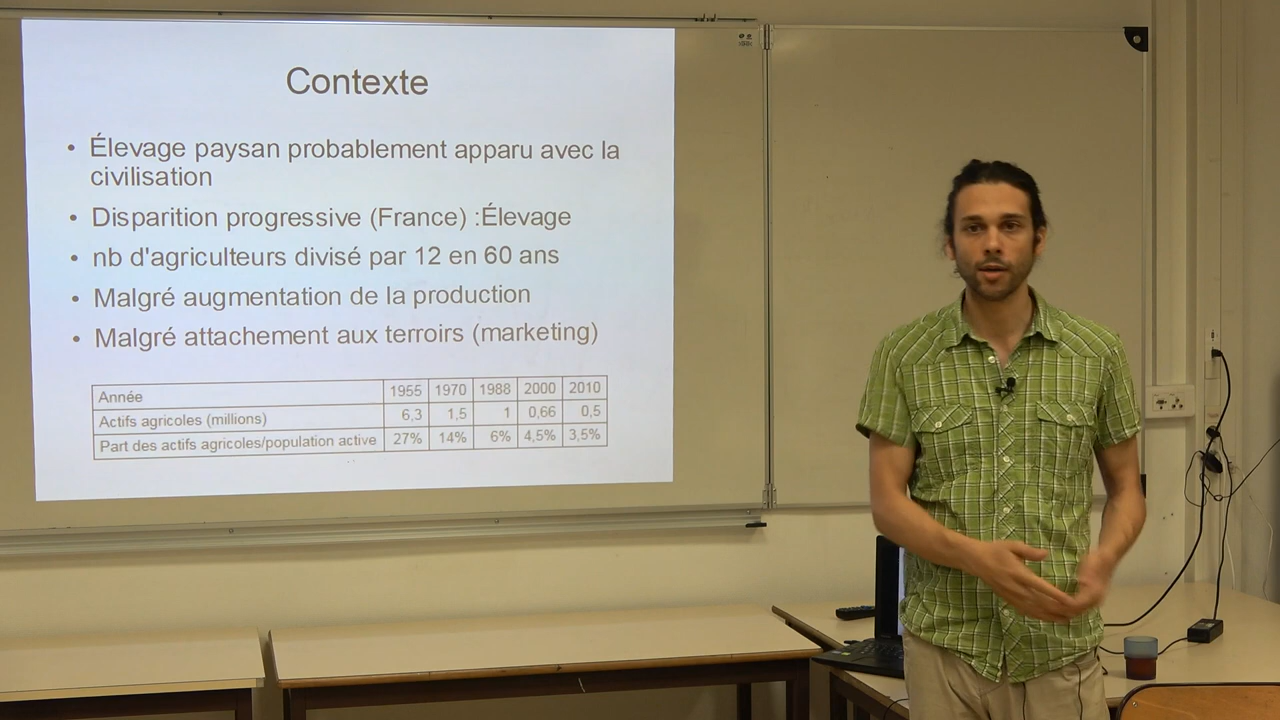 Contexte
• Élevage paysan probablement apparu avec la
civilisation
• Disparition progressive (France) :Élevage
• nb d'agriculteurs divisé par 12 en 60 ans
• Malgré augmentation de la production
• Malgré attachement aux terroirs (marketing)
Année 1955 1970 1988 2000 2010
Actifs agricoles (millions) 6,3 1,5 1 0,66 0,5
Part des actifs agricoles/population active 27% 14% 6% 4,5% 3,5%